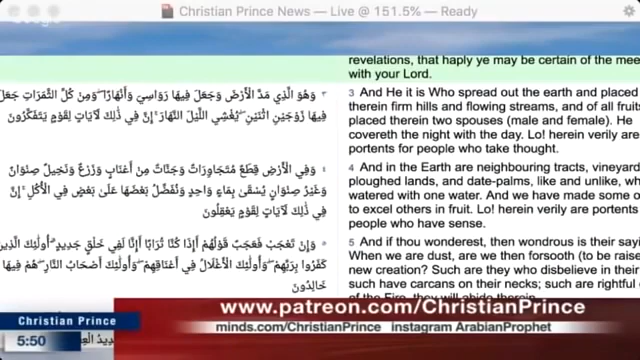 Christian Prince News — Live @ 151.5% — Ready
revelations, that haply ye may be certain of the mee
with your Lord.
٣ وَهُوَ الَّذِي مَدَّ الْأَرْضَ وَجَعَلَ فِيهَا رَوَاسِيَ وَأَنْهَارًا ۖ وَمِنْ كُلِّ الثَّمَرَاتِ جَعَلَ
فِيهَا زَوْجَيْنِ اثْنَيْنِ ۖ يُغْشِي اللَّيْلَ النَّهَارَ ۚ إِنَّ فِي ذَٰلِكَ لَآيَاتٍ لِقَوْمٍ يَتَفَكَّرُونَ
3 And He it is Who spread out the earth and placed
therein firm hills and flowing streams, and of all fruits
placed therein two spouses (male and female). He
covereth the night with the day. Lo! herein verily are
portents for people who take thought.
٤ وَفِي الْأَرْضِ قِطَعٌ مُتَجَاوِرَاتٌ وَجَنَّاتٌ مِنْ أَعْنَابٍ وَزَرْعٌ وَنَخِيلٌ صِنْوَانٌ
وَغَيْرُ صِنْوَانٍ يُسْقَىٰ بِمَاءٍ وَاحِدٍ وَنُفَضِّلُ بَعْضَهَا عَلَىٰ بَعْضٍ فِي الْأُكُلِ ۚ إِنَّ
فِي ذَٰلِكَ لَآيَاتٍ لِقَوْمٍ يَعْقِلُونَ
4 And in the Earth are neighbouring tracts, vineyard
ploughed lands, and date-palms, like and unlike, wh
watered with one water. And we have made some o
to excel others in fruit. Lo! herein verily are portents
people who have sense.
٥ وَإِنْ تَعْجَبْ فَعَجَبٌ قَوْلُهُمْ أَإِذَا كُنَّا تُرَابًا أَإِنَّا لَفِي خَلْقٍ جَدِيدٍ ۗ أُولَٰئِكَ الَّذِينَ
كَفَرُوا بِرَبِّهِمْ ۖ وَأُولَٰئِكَ الْأَغْلَالُ فِي أَعْنَاقِهِمْ ۖ وَأُولَٰئِكَ أَصْحَابُ النَّارِ ۖ هُمْ فِيهَا
خَالِدُونَ
5 And if thou wonderest, then wondrous is their sayi
When we are dust, are we then forsooth (to be raise
new creation? Such are they who disbelieve in their
such have carcans on their necks; such are rightful o
of the Fire, they will abide therein.
www.patreon.com/ChristianPrince
Christian Prince
minds.com/ChristianPrince instagram ArabianProphet
5:50